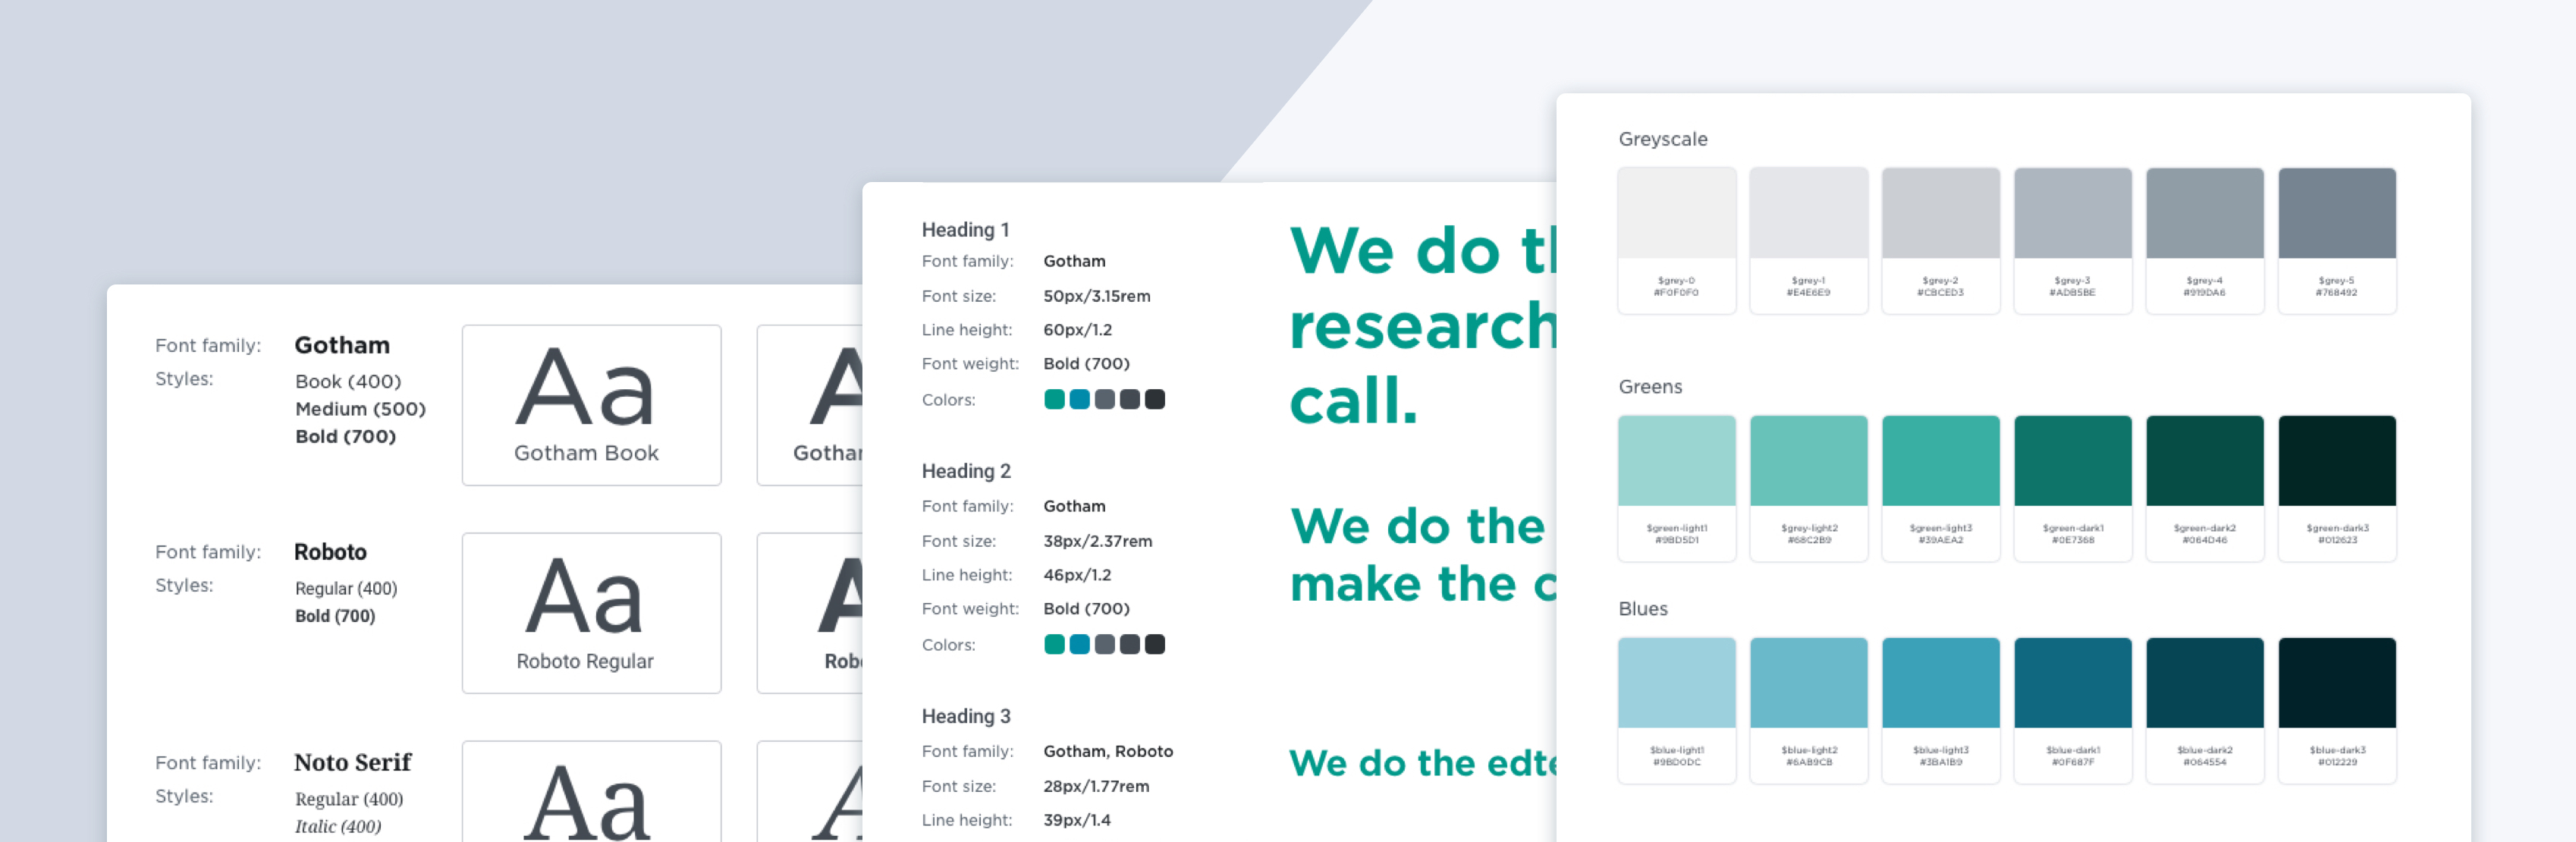 Font family: Gotham
Styles: Book (400)
Medium (500)
Bold (700)
Aa
Gotham Book
Font family: Roboto
Styles: Regular (400)
Bold (700)
Aa
Roboto Regular
Font family: Noto Serif
Styles: Regular (400)
Italic (400)
Aa
Heading 1
Font family: Gotham
Font size: 50px/3.15rem
Line height: 60px/1.2
Font weight: Bold (700)
Colors:
We do
research
call.
Heading 2
Font family: Gotham
Font size: 38px/2.37rem
Line height: 46px/1.2
Font weight: Bold (700)
Colors:
We do the
make the
Heading 3
Font family: Gotham, Roboto
Font size: 28px/1.77rem
Line height: 39px/1.4
We do the
Greyscale
$grey-0 $grey-1 $grey-2 $grey-3 $grey-4 $grey-5
#F0F0F0 #E4E6E9 #CBCED3 #ADB5BE #919DA6 #768492
Greens
$green-light1 $grey-light2 $green-light3 $green-dark1 $green-dark2 $green-dark3
#9BD5D1 #68C2B9 #39AEA2 #0E7368 #064D46 #012623
Blues
$blue-light1 $blue-light2 $blue-light3 $blue-dark1 $blue-dark2 $blue-dark3
#9BD0DC #6AB9CB #3BA1B9 #0F687F #064554 #012229